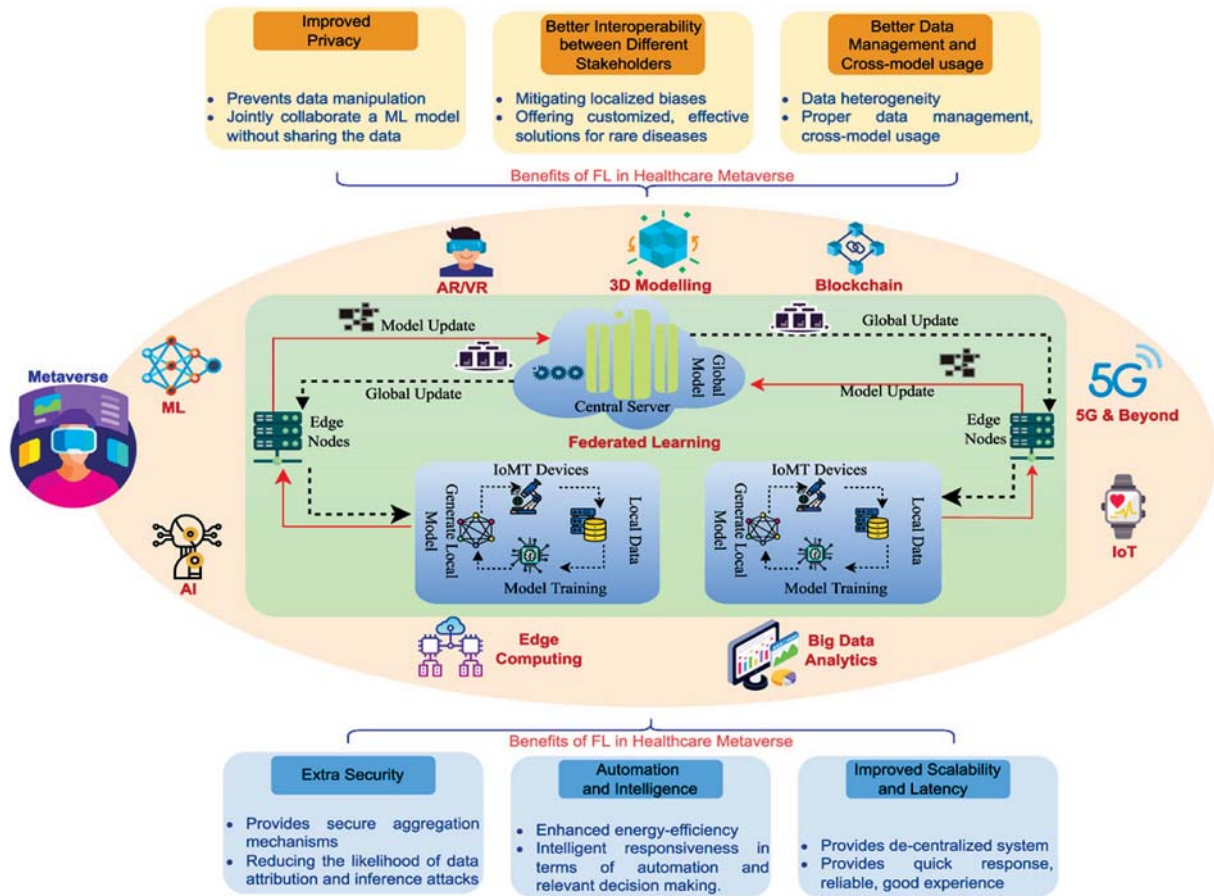 Improved
Privacy
• Prevents data manipulation
• Jointly collaborate a ML model
without sharing the data
Better Interoperability
between Different
Stakeholders
• Mitigating localized biases
• Offering customized, effective
solutions for rare diseases
Better Data
Management and
Cross-model usage
• Data heterogeneity
• Proper data management,
cross-model usage
Benefits of FL in Healthcare Metaverse
AR/VR
3D Modelling
Blockchain
Metaverse
ML
AI
5G
5G & Beyond
IoT
Model Update
Global Update
Global Update
Model Update
Global
Model
Central Server
Federated Learning
Edge
Nodes
Edge
Nodes
IoMT Devices
Generate Local
Model
Local Data
Model Training
IoMT Devices
Generate Local
Model
Local Data
Model Training
Edge
Computing
Big Data
Analytics
Benefits of FL in Healthcare Metaverse
Extra Security
• Provides secure aggregation
mechanisms
• Reducing the likelihood of data
attribution and inference attacks
Automation
and Intelligence
• Enhanced energy-efficiency
• Intelligent responsiveness in
terms of automation and
relevant decision making.
Improved Scalability
and Latency
• Provides de-centralized system
• Provides quick response,
reliable, good experience